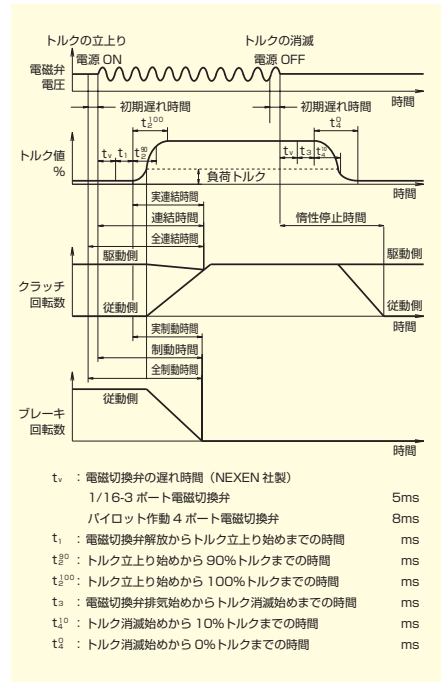 トルクの立上り
トルクの消滅
電源 ON
電源 OFF
電磁弁
電圧
時間
初期遅れ時間
初期遅れ時間
t₂¹⁰⁰
t₄⁰
tᵥ
t₁
t₂⁹⁰
tᵥ
t₃
t₄¹⁰
トルク値
%
負荷トルク
時間
実連結時間
連結時間
惰性停止時間
全連結時間
駆動側
駆動側
クラッチ
回転数
従動側
従動側
時間
実制動時間
制動時間
全制動時間
従動側
ブレーキ
回転数
時間
tᵥ :電磁切換弁の遅れ時間(NEXEN 社製)
1/16-3 ポート電磁切換弁 5ms
パイロット作動 4 ポート電磁切換弁 8ms
t₁ :電磁切換弁解放からトルク立上り始めまでの時間 ms
t₂⁹⁰ :トルク立上り始めから 90%トルクまでの時間 ms
t₂¹⁰⁰ :トルク立上り始めから 100%トルクまでの時間 ms
t₃ :電磁切換弁排気始めからトルク消滅始めまでの時間 ms
t₄¹⁰ :トルク消滅始めから 10%トルクまでの時間 ms
t₄⁰ :トルク消滅始めから 0%トルクまでの時間 ms